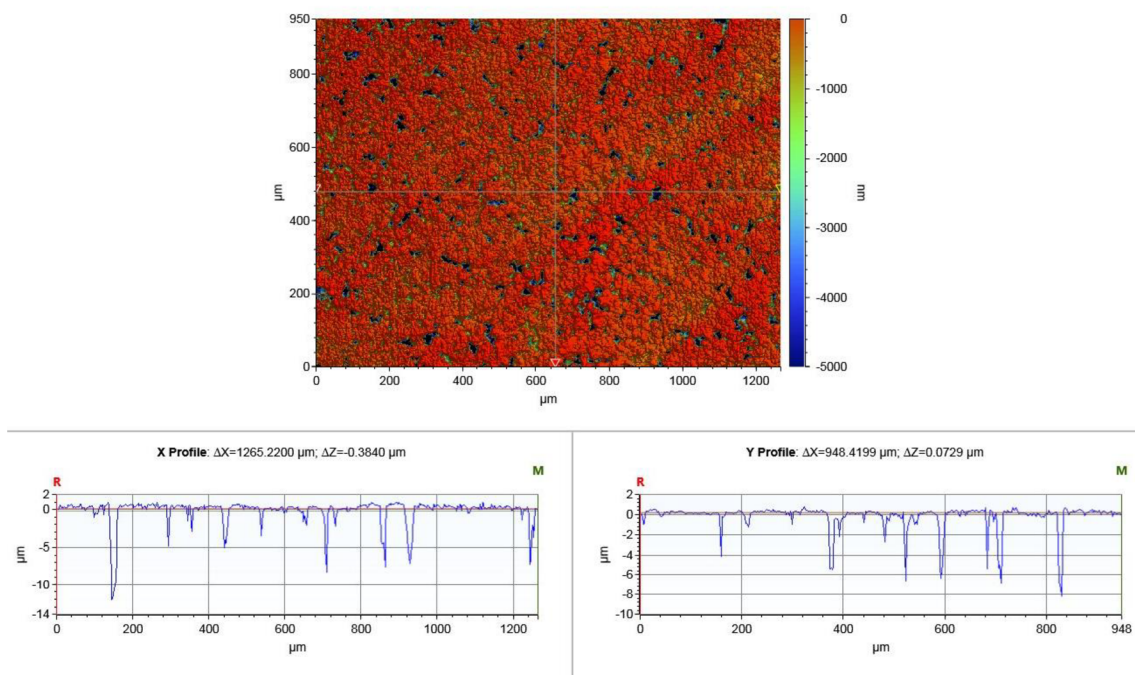 950
800
600
400
200
0
µm
0 200 400 600 800 1000 1200
µm
0
-1000
-2000
-3000
-4000
-5000
nm
X Profile: ΔX=1265.2200 µm; ΔZ=-0.3840 µm
R M
2
0
-5
-10
-14
µm
0 200 400 600 800 1000 1200
µm
Y Profile: ΔX=948.4199 µm; ΔZ=0.0729 µm
R M
2
0
-2
-4
-6
-8
-10
µm
0 200 400 600 800 948
µm